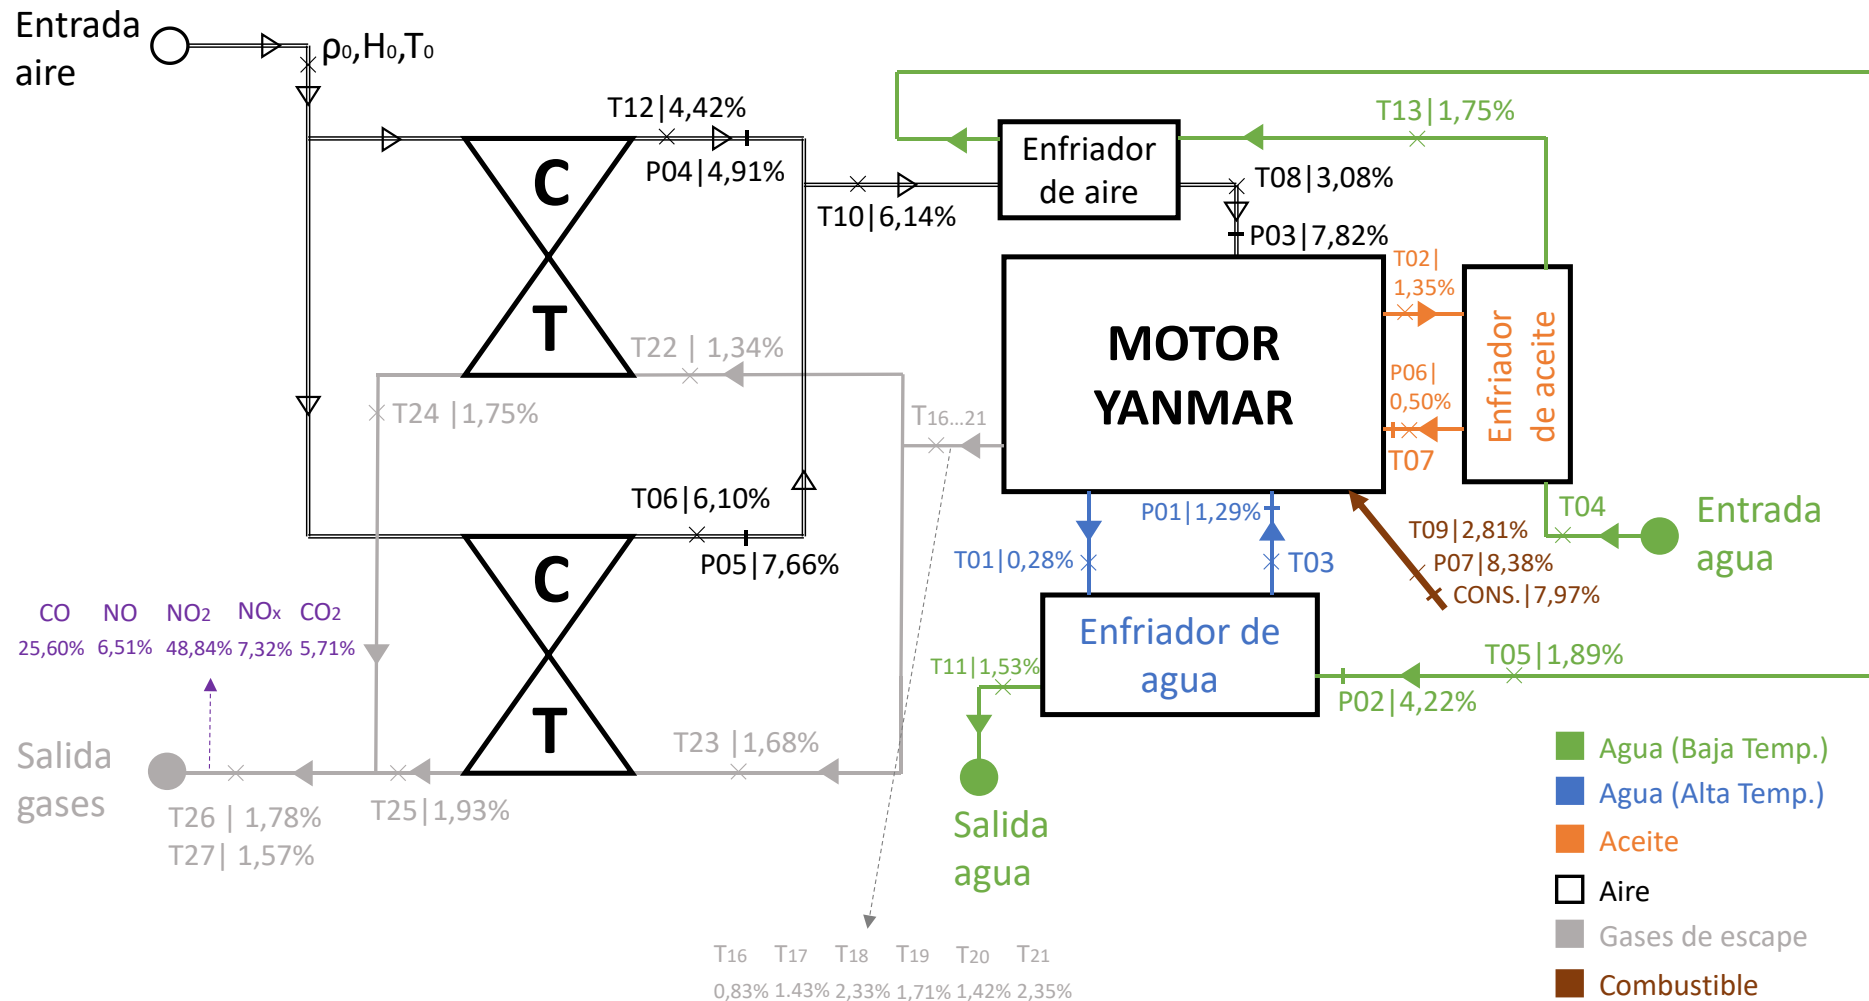 Entrada
aire
ρ₀,H₀,T₀
T12|4,42%
P04|4,91%
T10|6,14%
Enfriador
de aire
T13|1,75%
T08|3,08%
P03|7,82%
C
T
T22 | 1,34%
T24 |1,75%
T16...21
MOTOR
YANMAR
T02|
1,35%
P06|
0,50%
T07
Enfriador
de aceite
T04
Entrada
agua
T06|6,10%
P05|7,66%
C
T
P01|1,29%
T01|0,28%
T03
T09|2,81%
P07|8,38%
CONS.|7,97%
Enfriador de
agua
T11|1,53%
T05|1,89%
P02|4,22%
CO NO NO₂ NOx CO₂
25,60% 6,51% 48,84% 7,32% 5,71%
Salida
gases
T26 | 1,78%
T27| 1,57%
T25|1,93%
T23 |1,68%
Salida
agua
T16 T17 T18 T19 T20 T21
0,83% 1.43% 2,33% 1,71% 1,42% 2,35%
Agua (Baja Temp.)
Agua (Alta Temp.)
Aceite
Aire
Gases de escape
Combustible